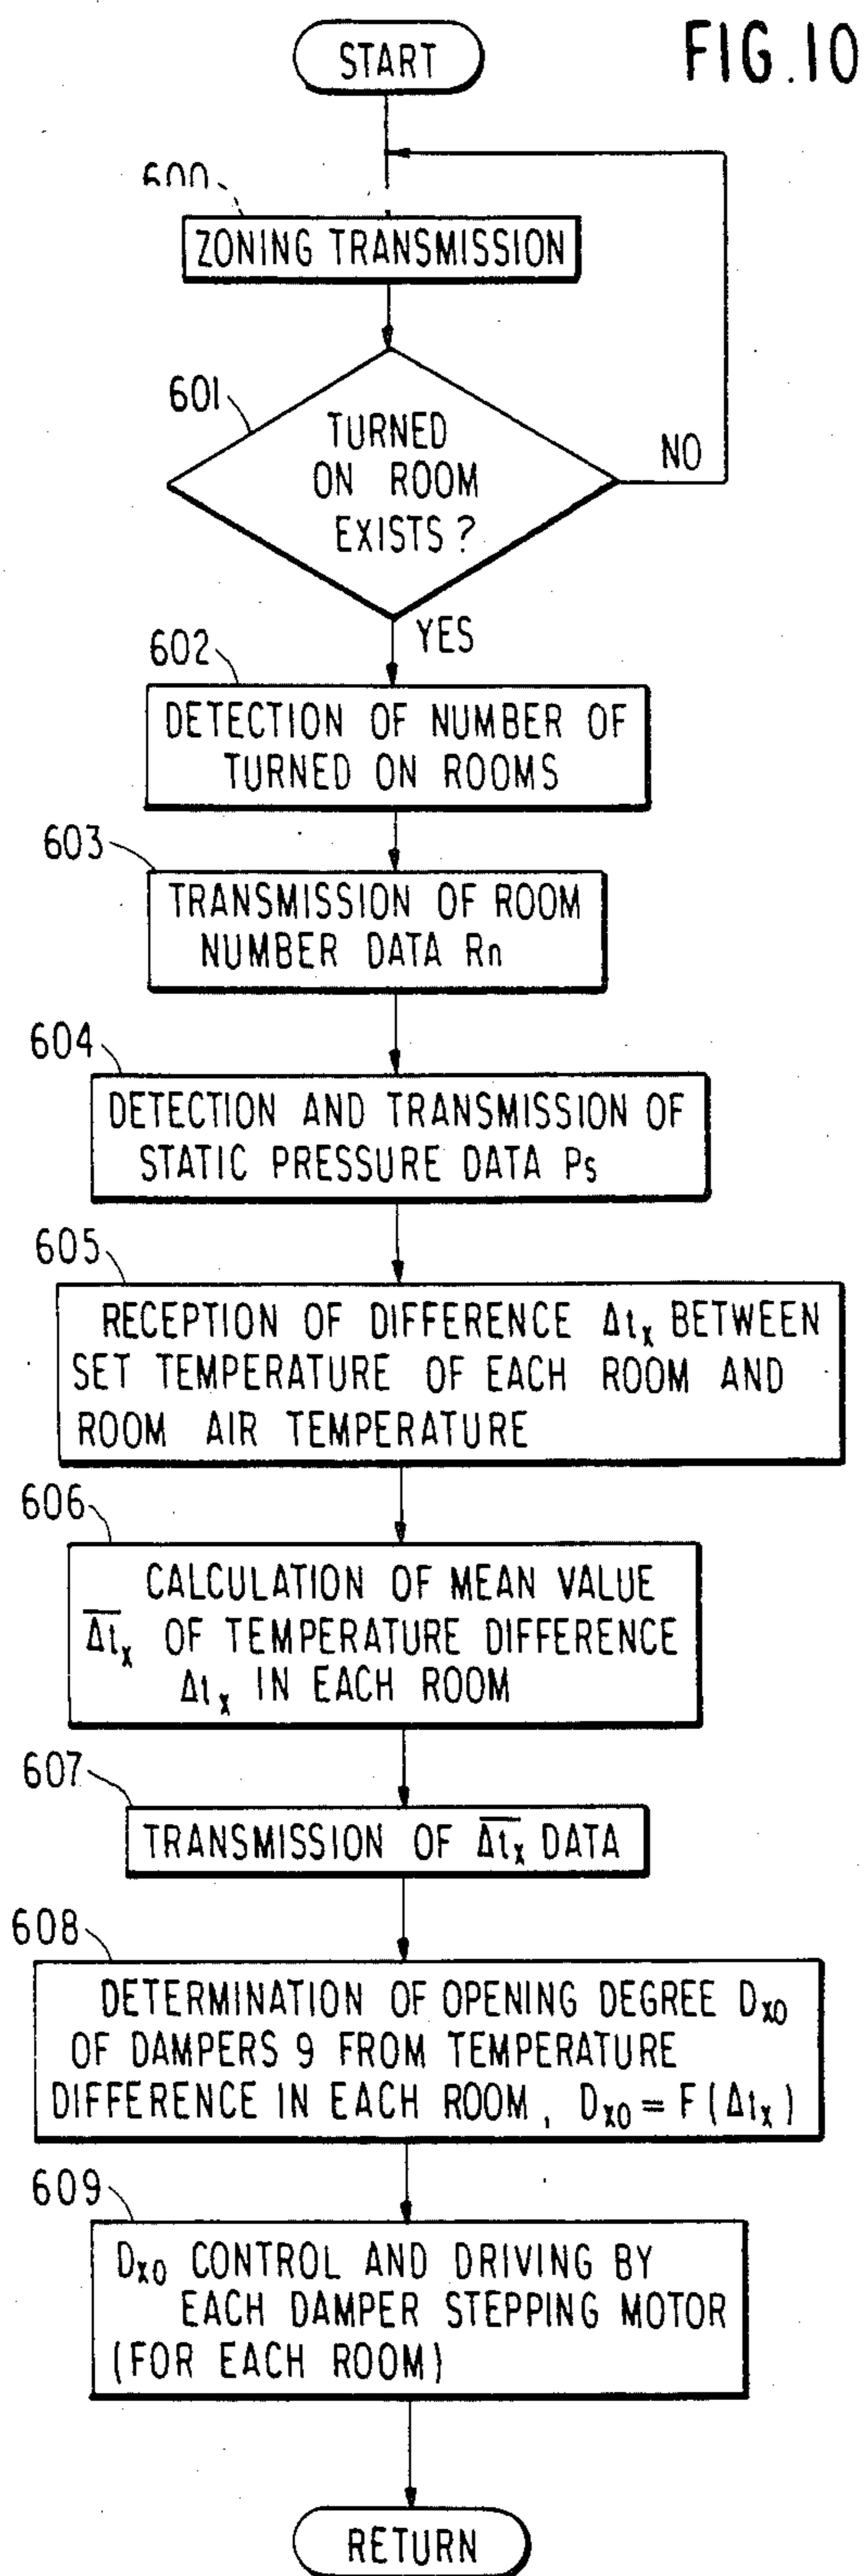 FIG.10
START
ZONING TRANSMISSION
601
TURNED
ON ROOM
EXISTS?
NO
YES
602
DETECTION OF NUMBER OF
TURNED ON ROOMS
603
TRANSMISSION OF ROOM
NUMBER DATA Rn
604
DETECTION AND TRANSMISSION OF
STATIC PRESSURE DATA Ps
605
RECEPTION OF DIFFERENCE Δtₓ BETWEEN
SET TEMPERATURE OF EACH ROOM AND
ROOM AIR TEMPERATURE
606
CALCULATION OF MEAN VALUE
Δ̅t̅ₓ OF TEMPERATURE DIFFERENCE
Δtₓ IN EACH ROOM
607
TRANSMISSION OF Δ̅t̅ₓ DATA
608
DETERMINATION OF OPENING DEGREE Dₓ₀
OF DAMPERS 9 FROM TEMPERATURE
DIFFERENCE IN EACH ROOM, Dₓ₀ = F(Δtₓ)
609
Dₓ₀ CONTROL AND DRIVING BY
EACH DAMPER STEPPING MOTOR
(FOR EACH ROOM)
RETURN